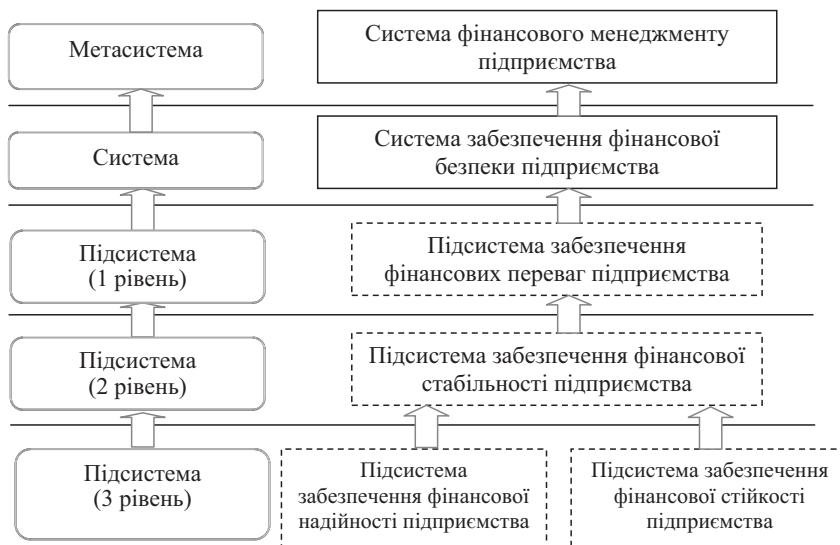 Метасистема
Система фінансового менеджменту
підприємства
Система
Система забезпечення фінансової
безпеки підприємства
Підсистема
(1 рівень)
Підсистема забезпечення
фінансових переваг підприємства
Підсистема
(2 рівень)
Підсистема забезпечення фінансової
стабільності підприємства
Підсистема
(3 рівень)
Підсистема
забезпечення фінансової
надійності підприємства
Підсистема забезпечення
фінансової стійкості
підприємства